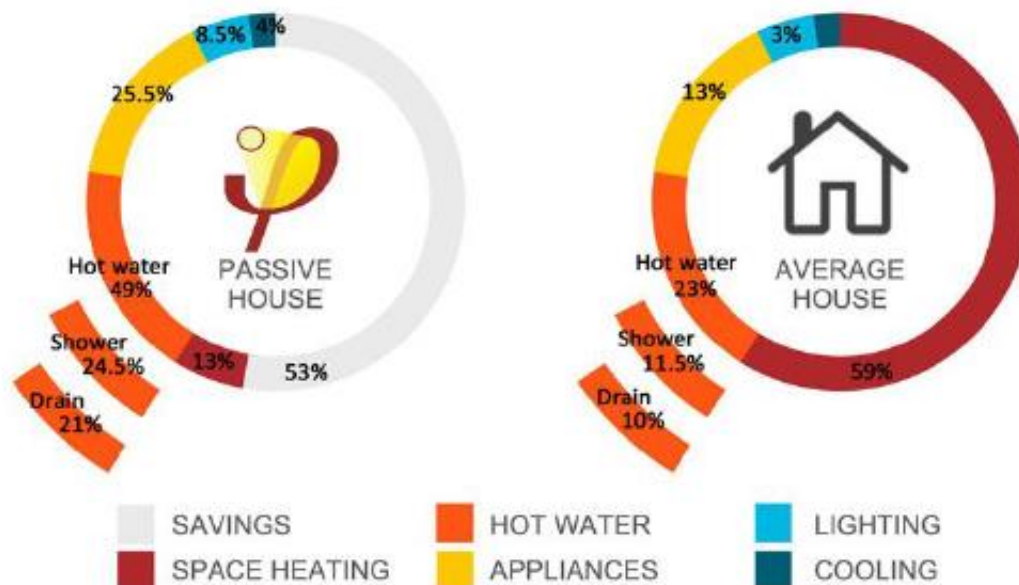 8.5%
4%
25.5%
Hot water
49%
PASSIVE
HOUSE
Shower
24.5%
13%
53%
Drain
21%
3%
13%
Hot water
23%
AVERAGE
HOUSE
Shower
11.5%
59%
Drain
10%
SAVINGS
HOT WATER
LIGHTING
SPACE HEATING
APPLIANCES
COOLING